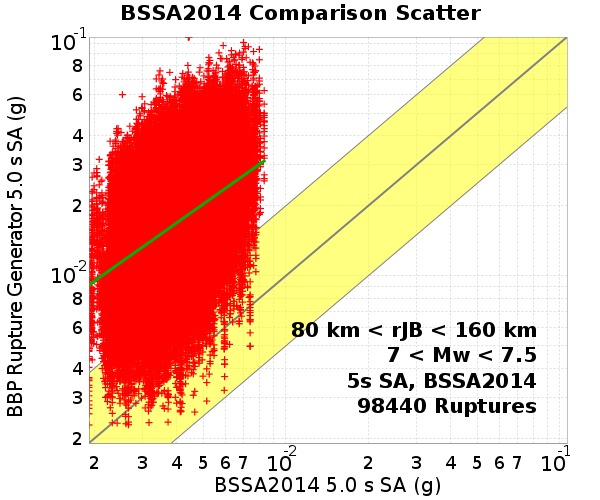 BSSA2014 Comparison Scatter
BBP Rupture Generator 5.0 s SA (g)
10-1
8
6
4
3
2
10-2
8
6
4
3
2
80 km < rJB < 160 km
7 < Mw < 7.5
5s SA, BSSA2014
98440 Ruptures
2 3 4 5 6 7 10-2 2 3 4 5 6 7 10-1
BSSA2014 5.0 s SA (g)